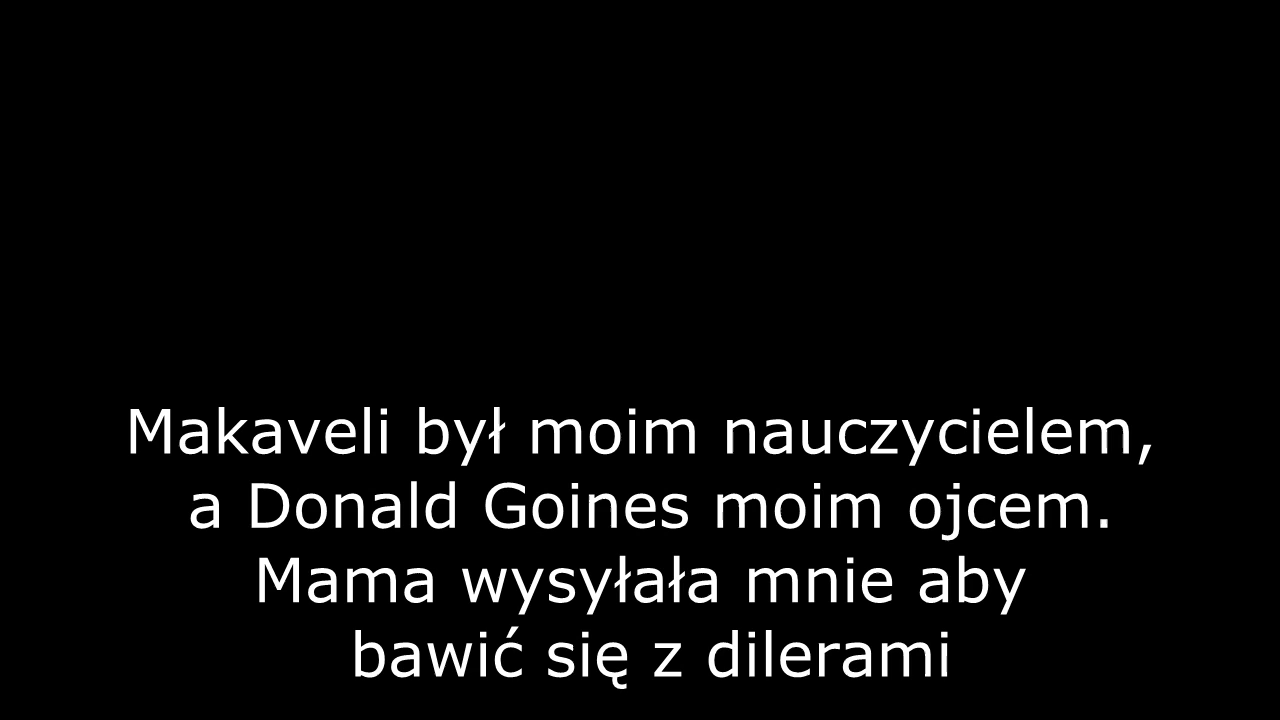 Makaveli był moim nauczycielem,
a Donald Goines moim ojcem.
Mama wysyłała mnie aby
bawić się z dilerami